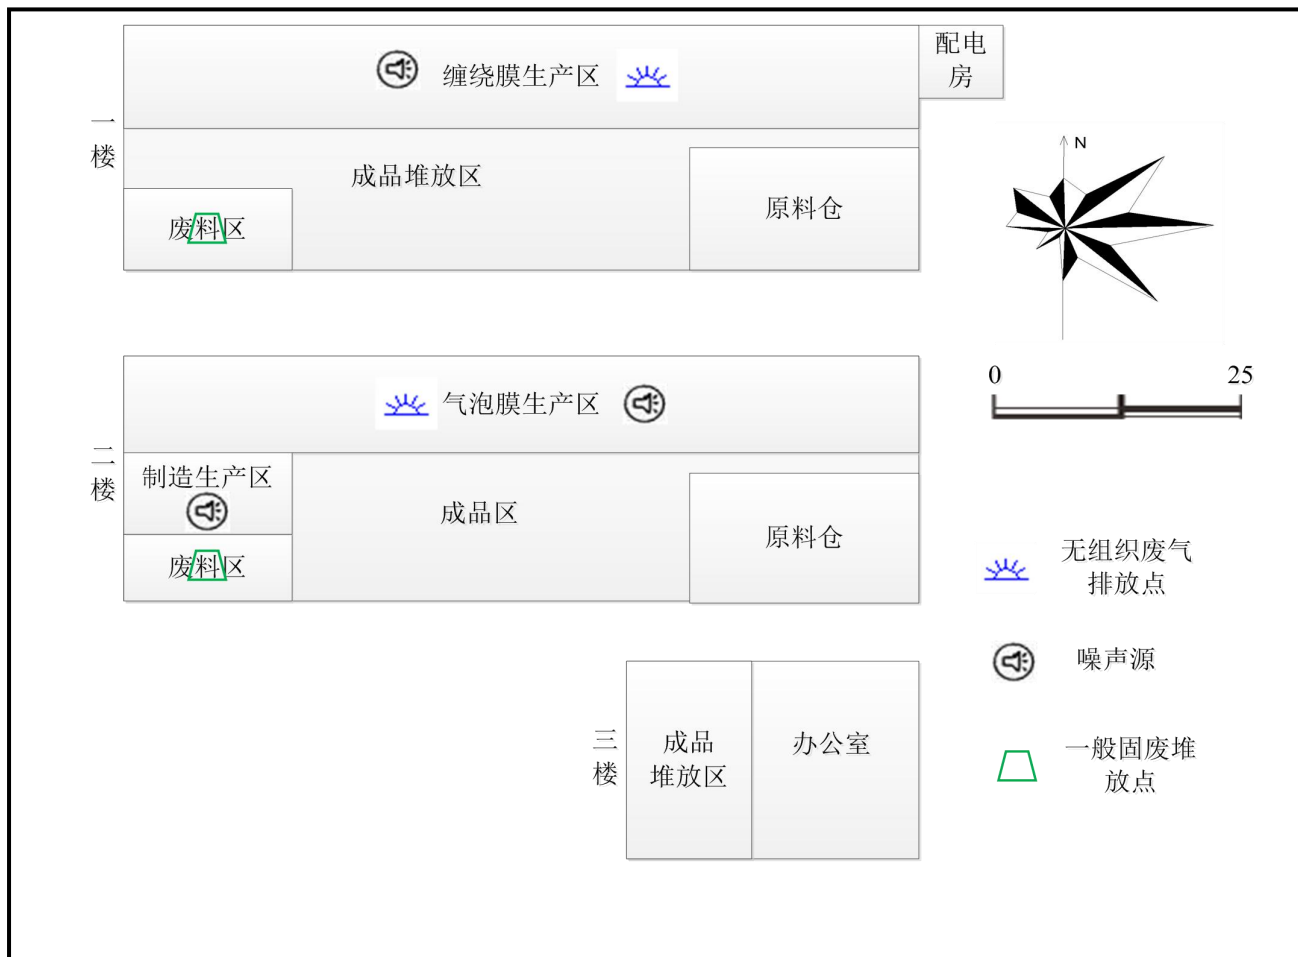 一
楼
缠绕膜生产区
配电
房
成品堆放区
原料仓
废料区
N
0
25
二
楼
气泡膜生产区
制造生产区
成品区
原料仓
废料区
三
楼
成品
堆放区
办公室
无组织废气
排放点
噪声源
一般固废堆
放点